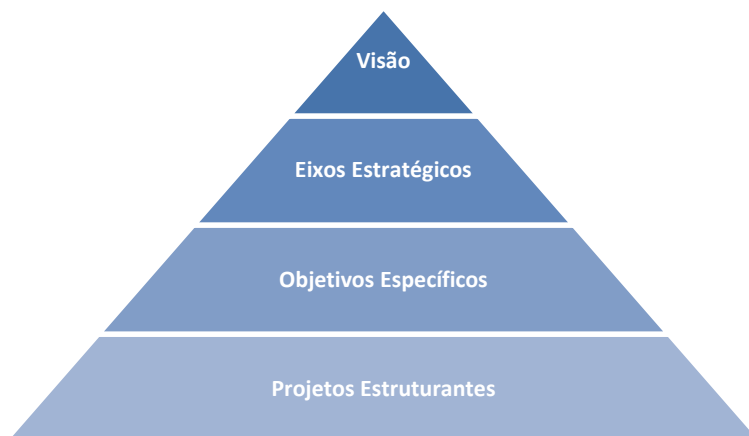 Visão
Eixos Estratégicos
Objetivos Específicos
Projetos Estruturantes